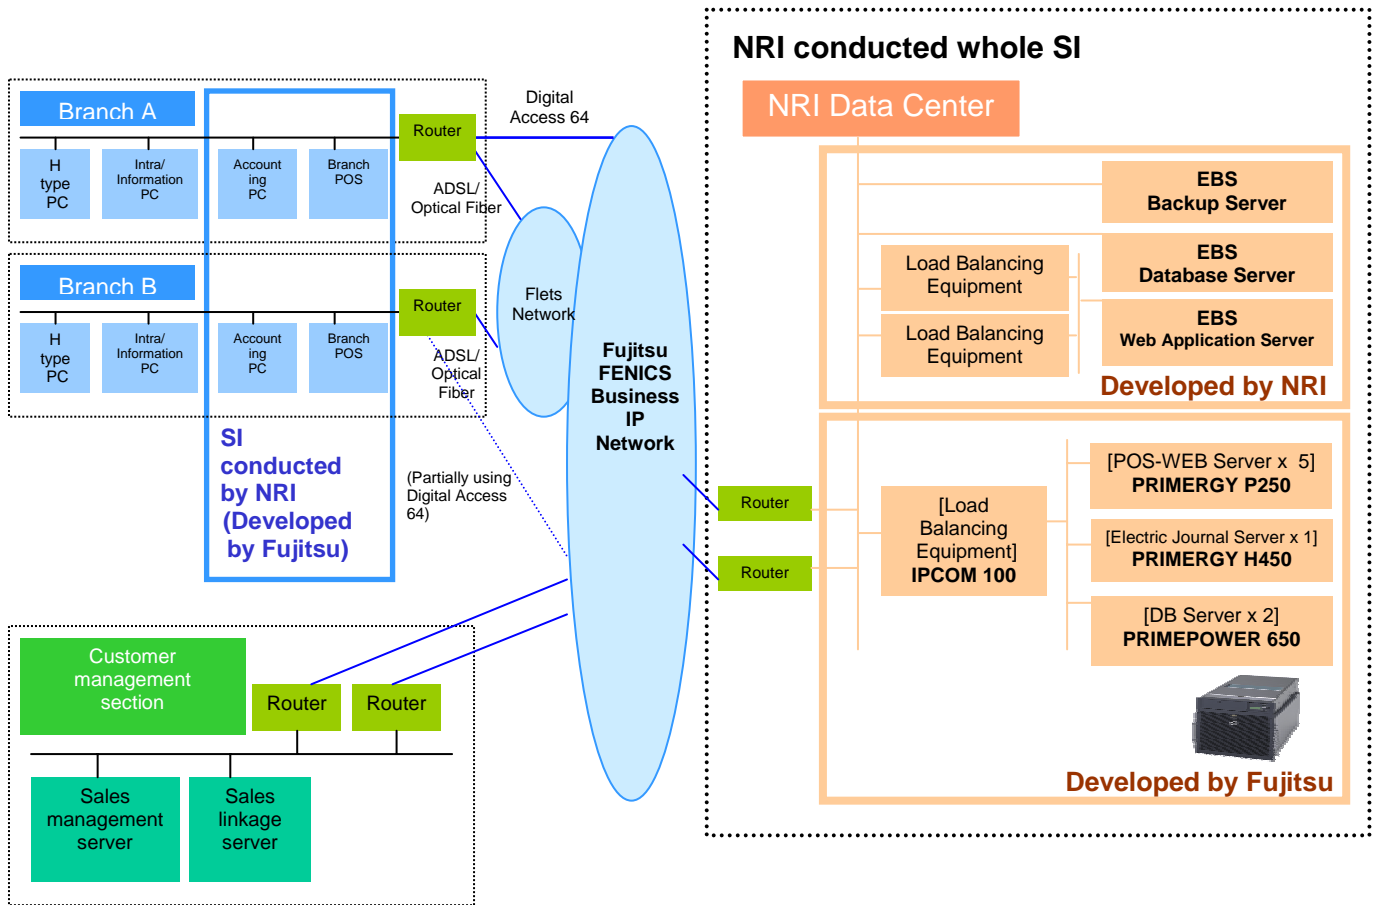 NRI conducted whole SI
NRI Data Center
Branch A
H
type
PC
Intra/
Information
PC
Account
ing
PC
Branch
POS
Router
Digital
Access 64
ADSL/
Optical Fiber
Branch B
H
type
PC
Intra/
Information
PC
Account
ing
PC
Branch
POS
Router
ADSL/
Optical
Fiber
Flets
Network
Fujitsu
FENICS
Business
IP
Network
SI
conducted
by NRI
(Developed
by Fujitsu)
(Partially using
Digital Access
64)
Customer
management
section
Router
Router
Sales
management
server
Sales
linkage
server
Router
Router
EBS
Backup Server
EBS
Database Server
EBS
Web Application Server
Load Balancing
Equipment
Load Balancing
Equipment
Developed by NRI
[Load
Balancing
Equipment]
IPCOM 100
[POS-WEB Server x 5]
PRIMERGY P250
[Electric Journal Server x 1]
PRIMERGY H450
[DB Server x 2]
PRIMEPOWER 650
Developed by Fujitsu